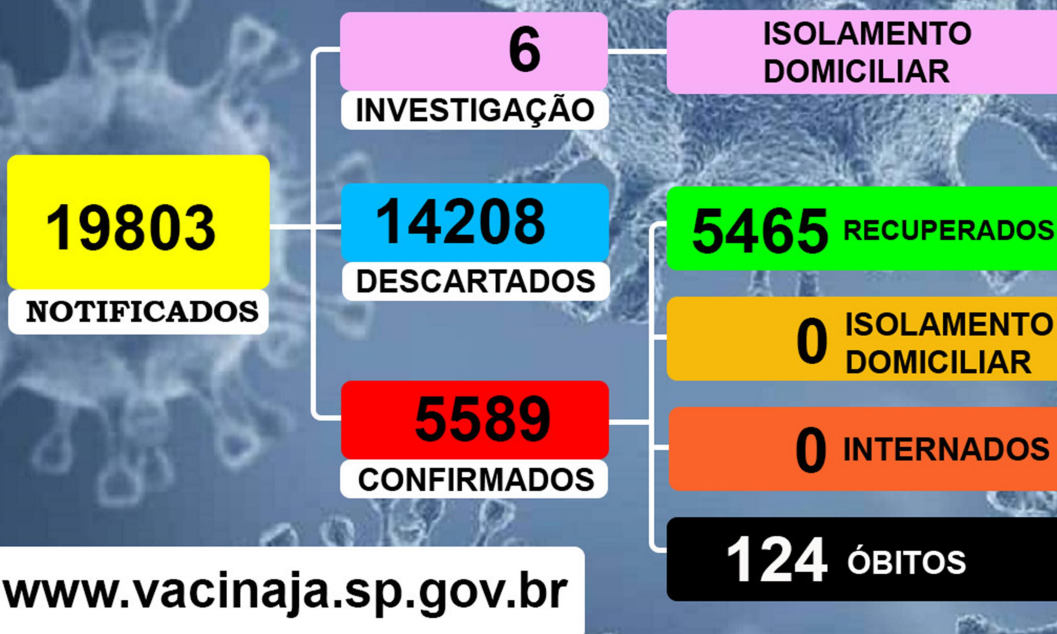 19803
NOTIFICADOS
6
INVESTIGAÇÃO
ISOLAMENTO
DOMICILIAR
14208
DESCARTADOS
5589
CONFIRMADOS
5465 RECUPERADOS
0 ISOLAMENTO
DOMICILIAR
0 INTERNADOS
124 ÓBITOS
www.vacinaja.sp.gov.br